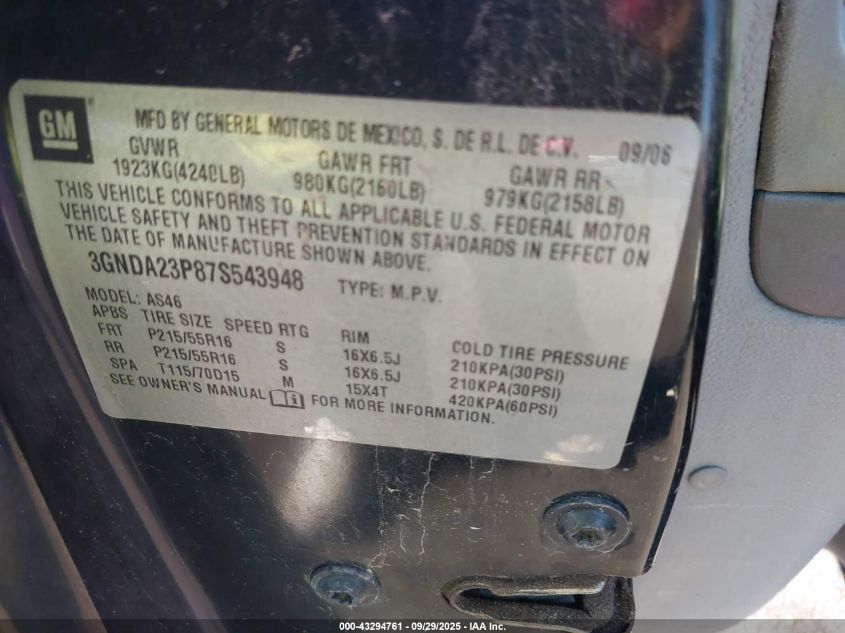 GM
MFD BY GENERAL MOTORS DE MEXICO, S. DE R.L. DE C.V. 09/06
GVWR GAWR FRT GAWR RR
1923KG(4240LB) 980KG(2160LB) 979KG(2158LB)
THIS VEHICLE CONFORMS TO ALL APPLICABLE U.S. FEDERAL MOTOR
VEHICLE SAFETY AND THEFT PREVENTION STANDARDS IN EFFECT ON
THE DATE OF MANUFACTURE SHOWN ABOVE.
3GNDA23P87S543948 TYPE: M.P.V.
MODEL: AS46
APBS TIRE SIZE SPEED RTG RIM COLD TIRE PRESSURE
FRT P215/55R16 S 16X6.5J 210KPA(30PSI)
RR P215/55R16 S 16X6.5J 210KPA(30PSI)
SPA T115/70D15 M 15X4T 420KPA(60PSI)
SEE OWNER'S MANUAL FOR MORE INFORMATION.
000-43294761 | 09/29/2025 | IAA Inc.